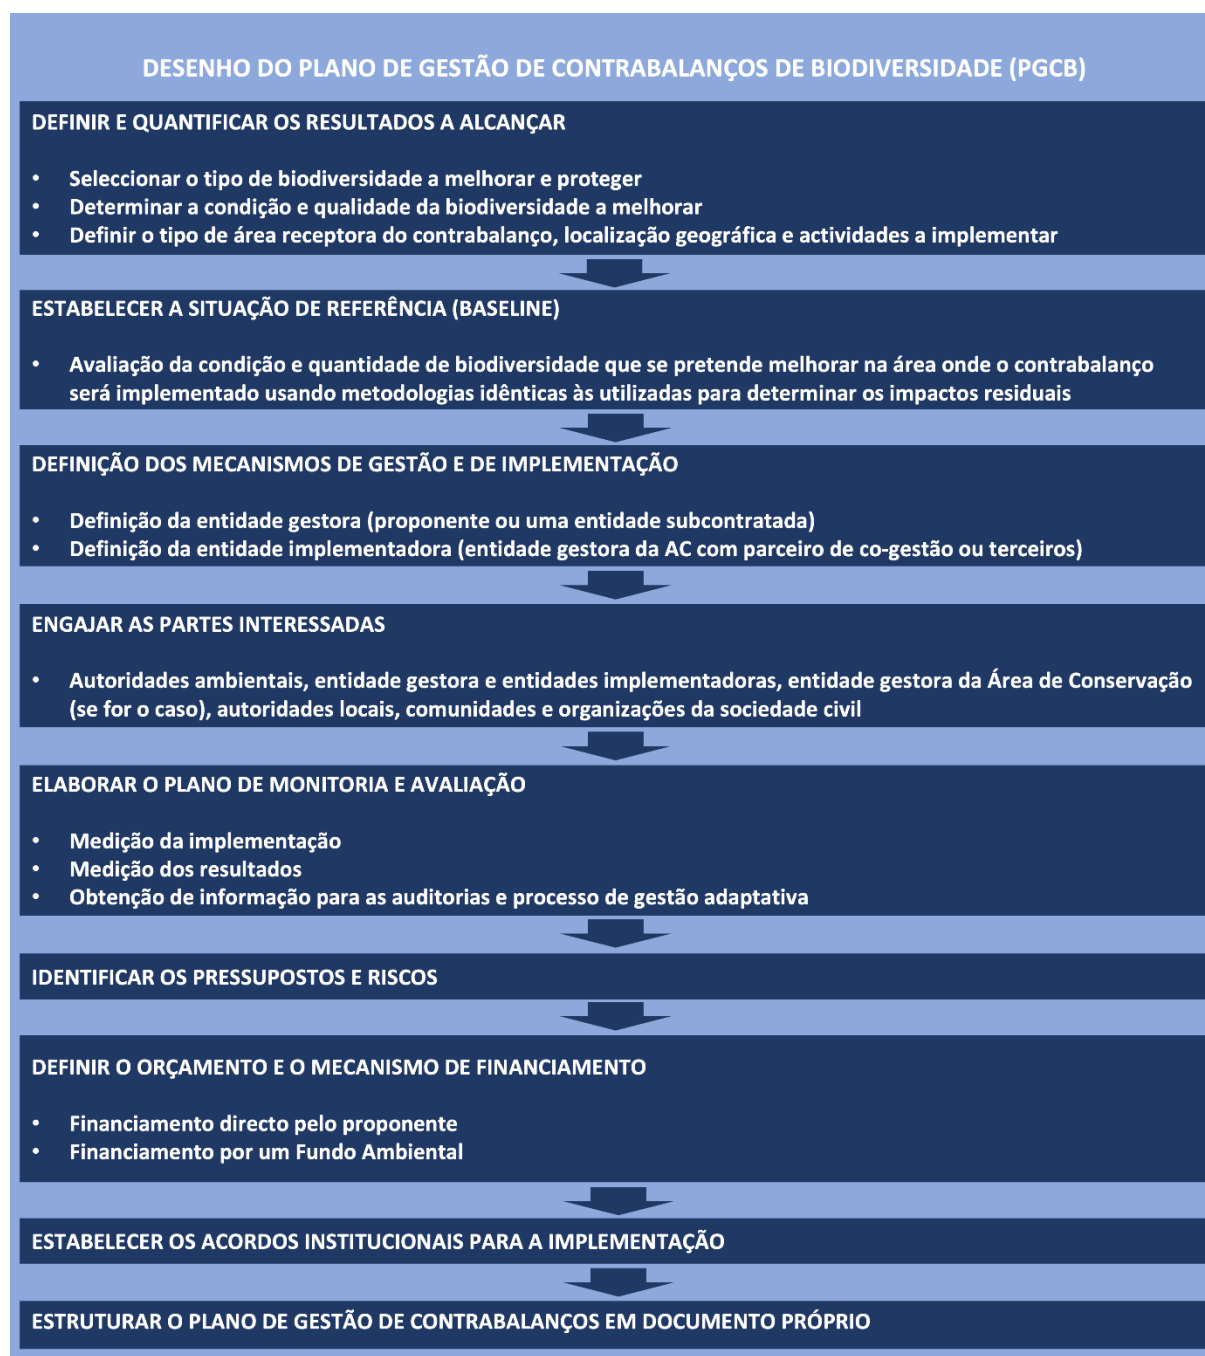 DESENHO DO PLANO DE GESTÃO DE CONTRABALANÇOS DE BIODIVERSIDADE (PGCB)
DEFINIR E QUANTIFICAR OS RESULTADOS A ALCANÇAR
• Seleccionar o tipo de biodiversidade a melhorar e proteger
• Determinar a condição e qualidade da biodiversidade a melhorar
• Definir o tipo de área receptora do contrabalanço, localização geográfica e actividades a implementar
ESTABELECER A SITUAÇÃO DE REFERÊNCIA (BASELINE)
• Avaliação da condição e quantidade de biodiversidade que se pretende melhorar na área onde o contrabalanço
será implementado usando metodologias idênticas às utilizadas para determinar os impactos residuais
DEFINIÇÃO DOS MECANISMOS DE GESTÃO E DE IMPLEMENTAÇÃO
• Definição da entidade gestora (proponente ou uma entidade subcontratada)
• Definição da entidade implementadora (entidade gestora da AC com parceiro de co-gestão ou terceiros)
ENGAJAR AS PARTES INTERESSADAS
• Autoridades ambientais, entidade gestora e entidades implementadoras, entidade gestora da Área de Conservação
(se for o caso), autoridades locais, comunidades e organizações da sociedade civil
ELABORAR O PLANO DE MONITORIA E AVALIAÇÃO
• Medição da implementação
• Medição dos resultados
• Obtenção de informação para as auditorias e processo de gestão adaptativa
IDENTIFICAR OS PRESSUPOSTOS E RISCOS
DEFINIR O ORÇAMENTO E O MECANISMO DE FINANCIAMENTO
• Financiamento directo pelo proponente
• Financiamento por um Fundo Ambiental
ESTABELECER OS ACORDOS INSTITUCIONAIS PARA A IMPLEMENTAÇÃO
ESTRUTURAR O PLANO DE GESTÃO DE CONTRABALANÇOS EM DOCUMENTO PRÓPRIO